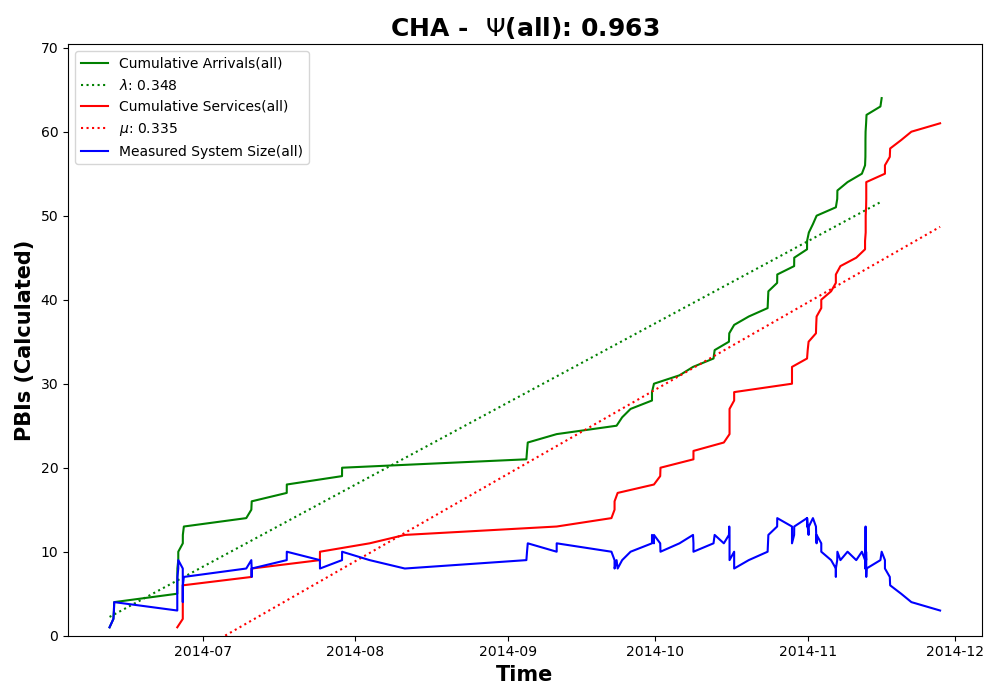 CHA - Ψ(all): 0.963
Cumulative Arrivals(all)
λ: 0.348
Cumulative Services(all)
μ: 0.335
Measured System Size(all)
PBIs (Calculated)
70
60
50
40
30
20
10
0
2014-07 2014-08 2014-09 2014-10 2014-11 2014-12
Time